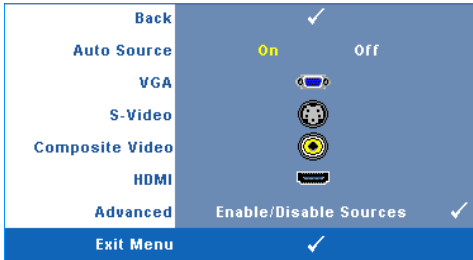 Back
Auto Source On Off
VGA
S-Video
Composite Video
HDMI
Advanced Enable/Disable Sources
Exit Menu